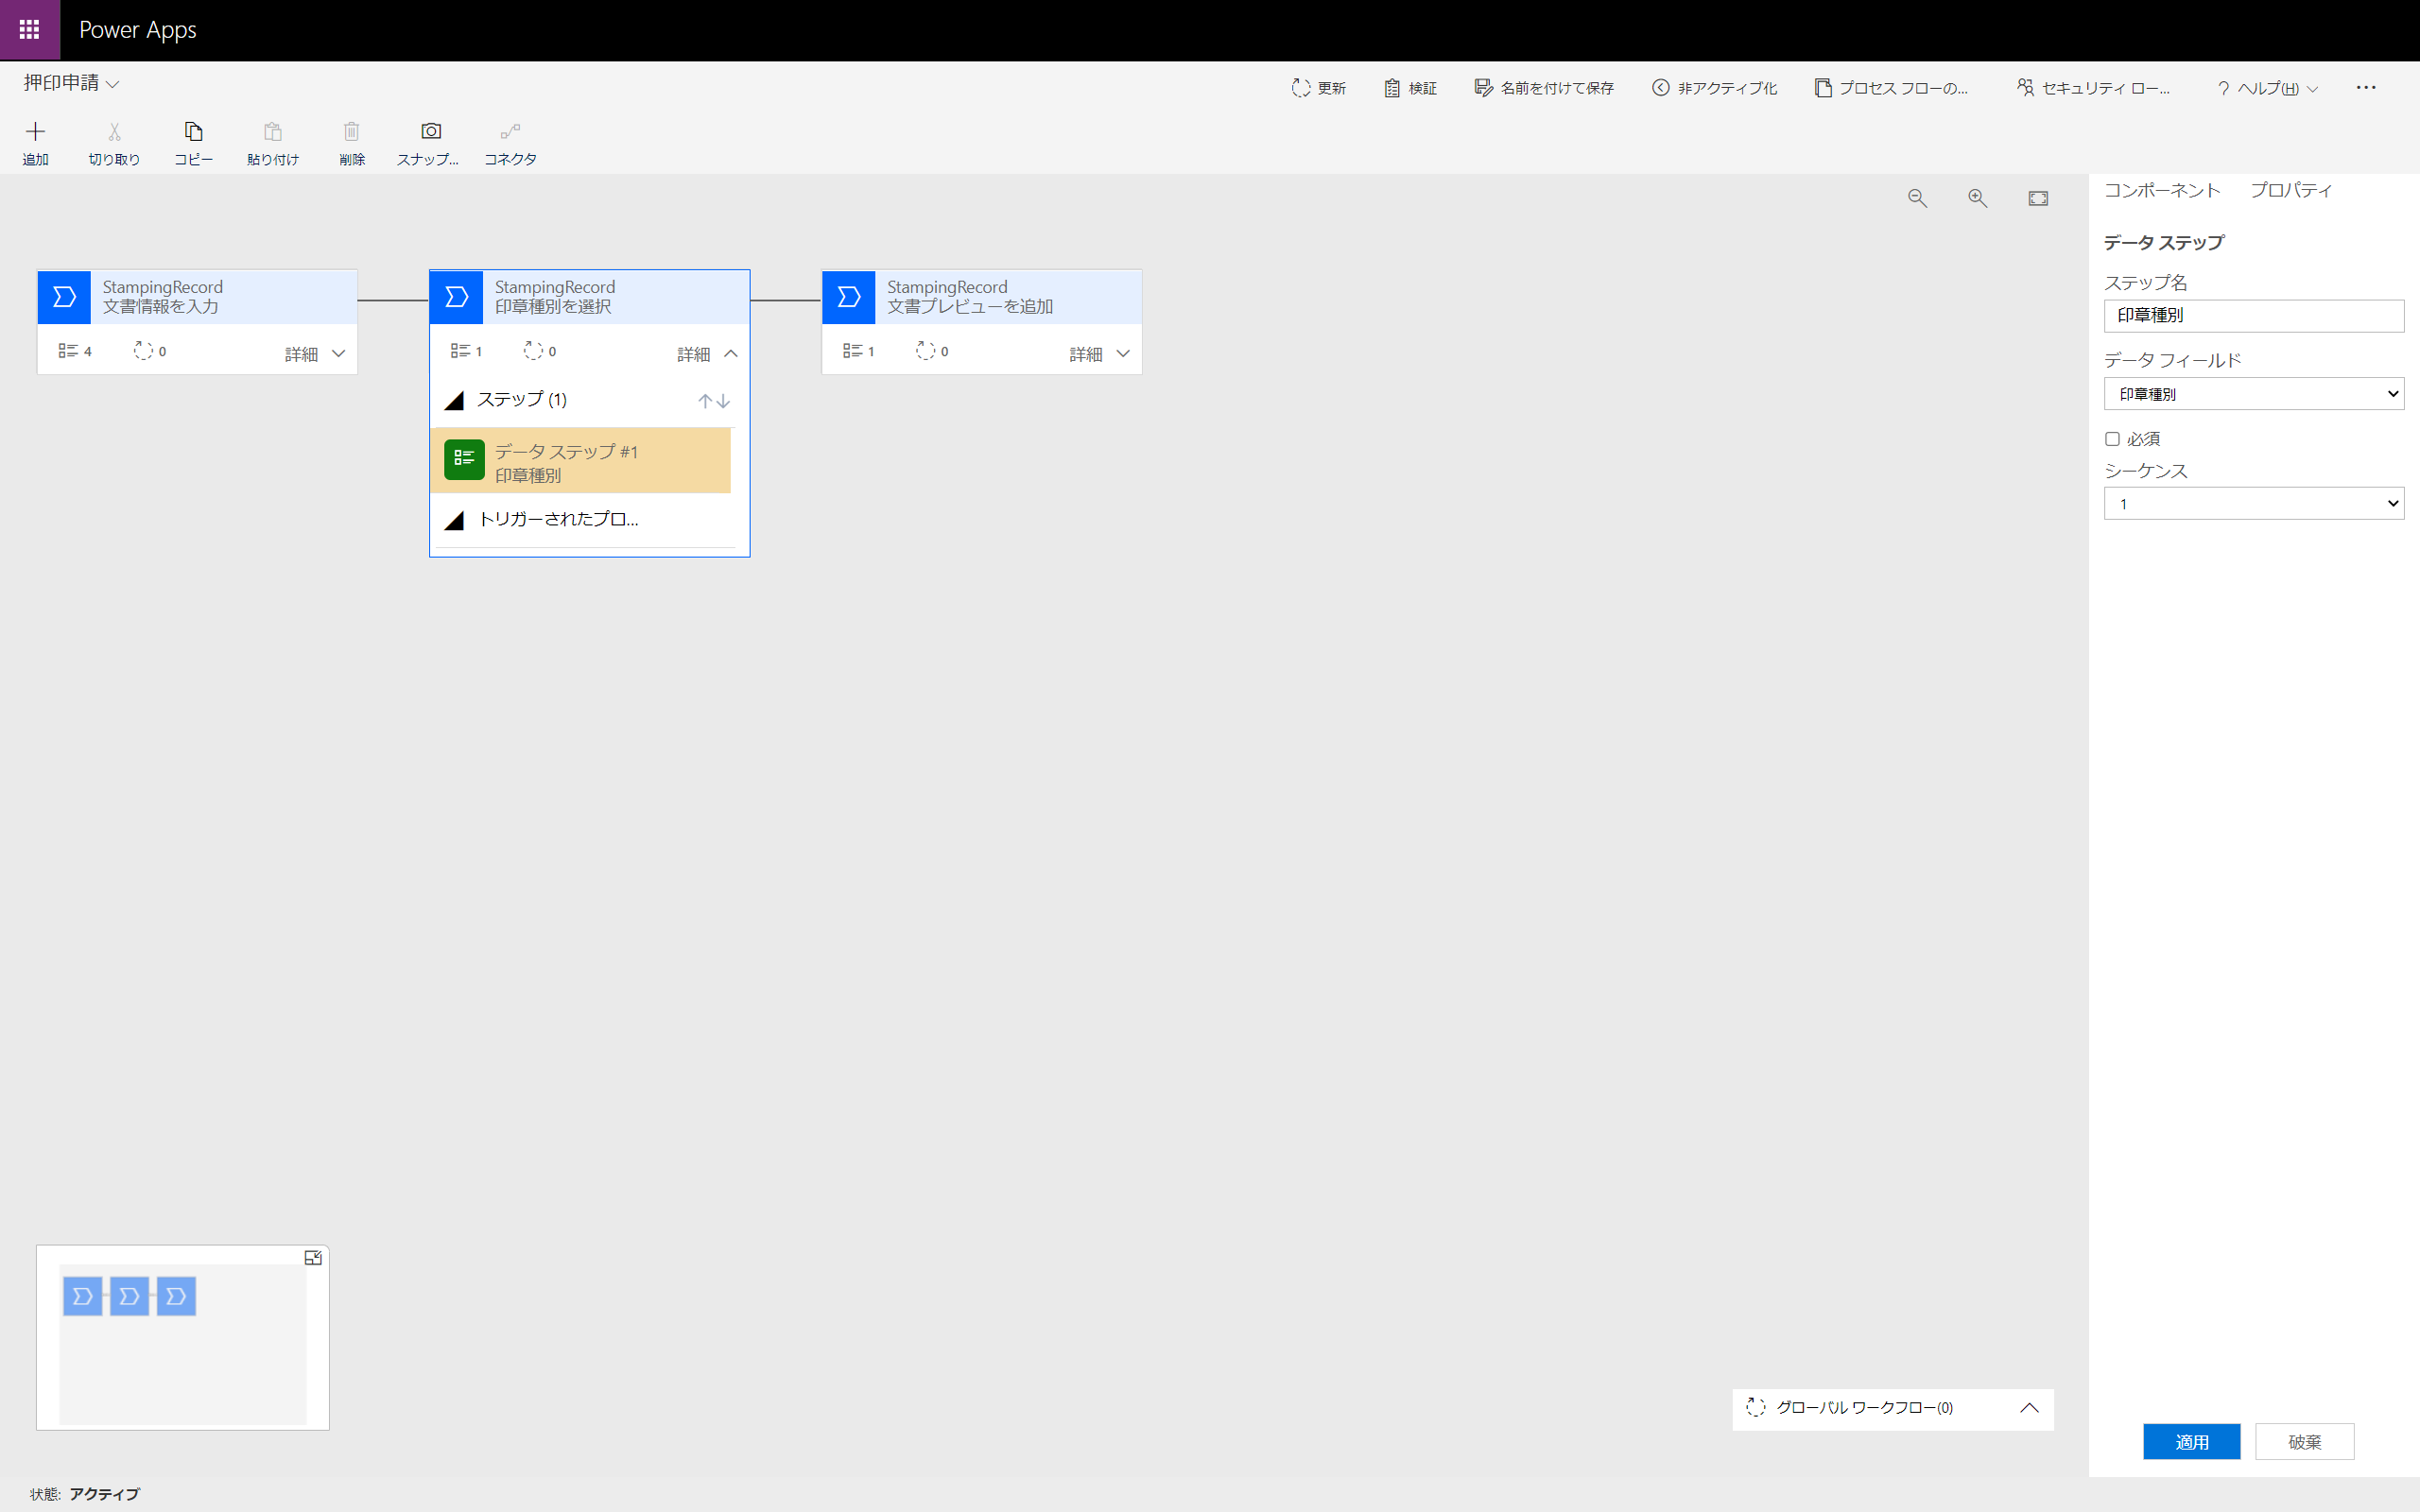 Power Apps
押印申請
更新
検証
名前を付けて保存
非アクティブ化
プロセス フローの...
セキュリティ ロー...
? ヘルプ(H)
追加
切り取り
コピー
貼り付け
削除
スナップ...
コネクタ
コンポーネント
プロパティ
StampingRecord
文書情報を入力
4
0
詳細
StampingRecord
印章種別を選択
1
0
詳細
ステップ (1)
データ ステップ #1
印章種別
トリガーされたプロ...
StampingRecord
文書プレビューを追加
1
0
詳細
データ ステップ
ステップ名
印章種別
データ フィールド
印章種別
必須
シーケンス
1
グローバル ワークフロー(0)
適用
破棄
状態: アクティブ